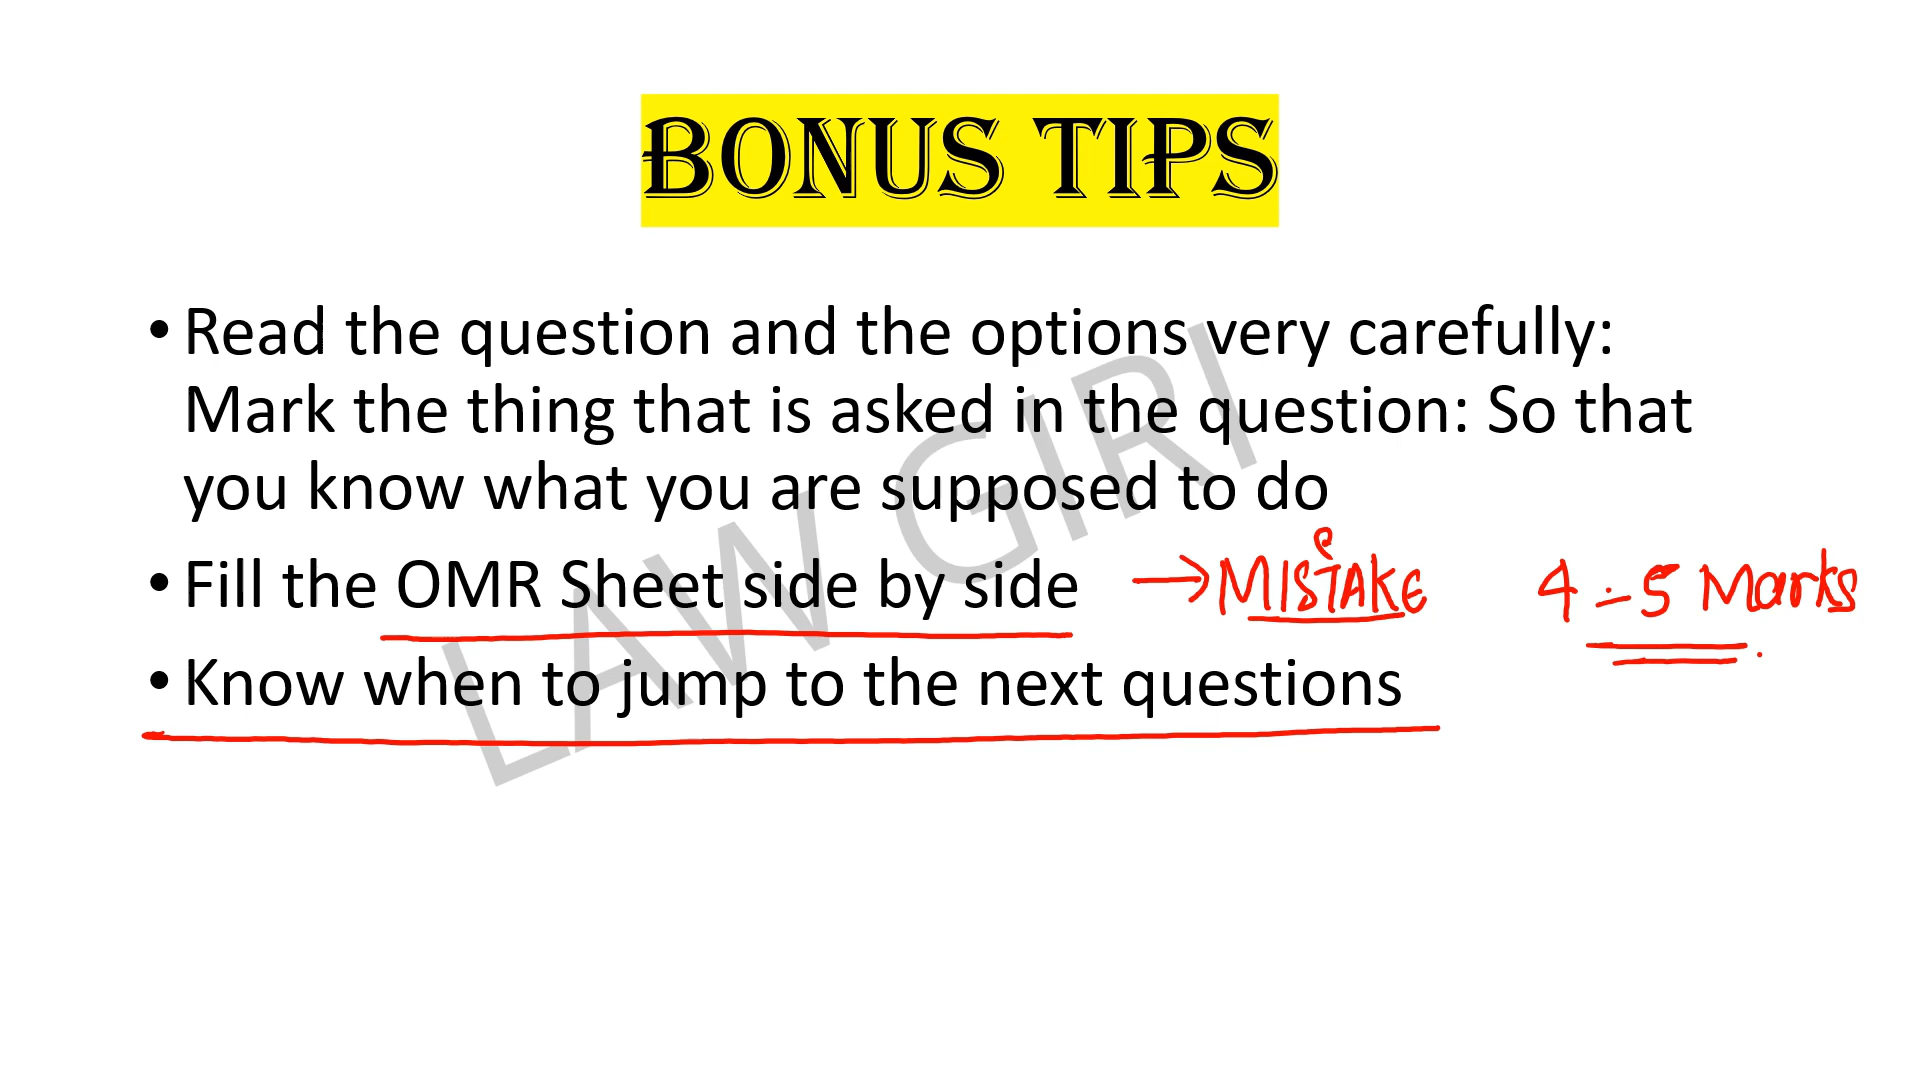 BONUS TIPS
• Read the question and the options very carefully:
Mark the thing that is asked in the question: So that
you know what you are supposed to do
• Fill the OMR Sheet side by side → MISTAKE 4-5 Marks
• Know when to jump to the next questions
LAW GIRI